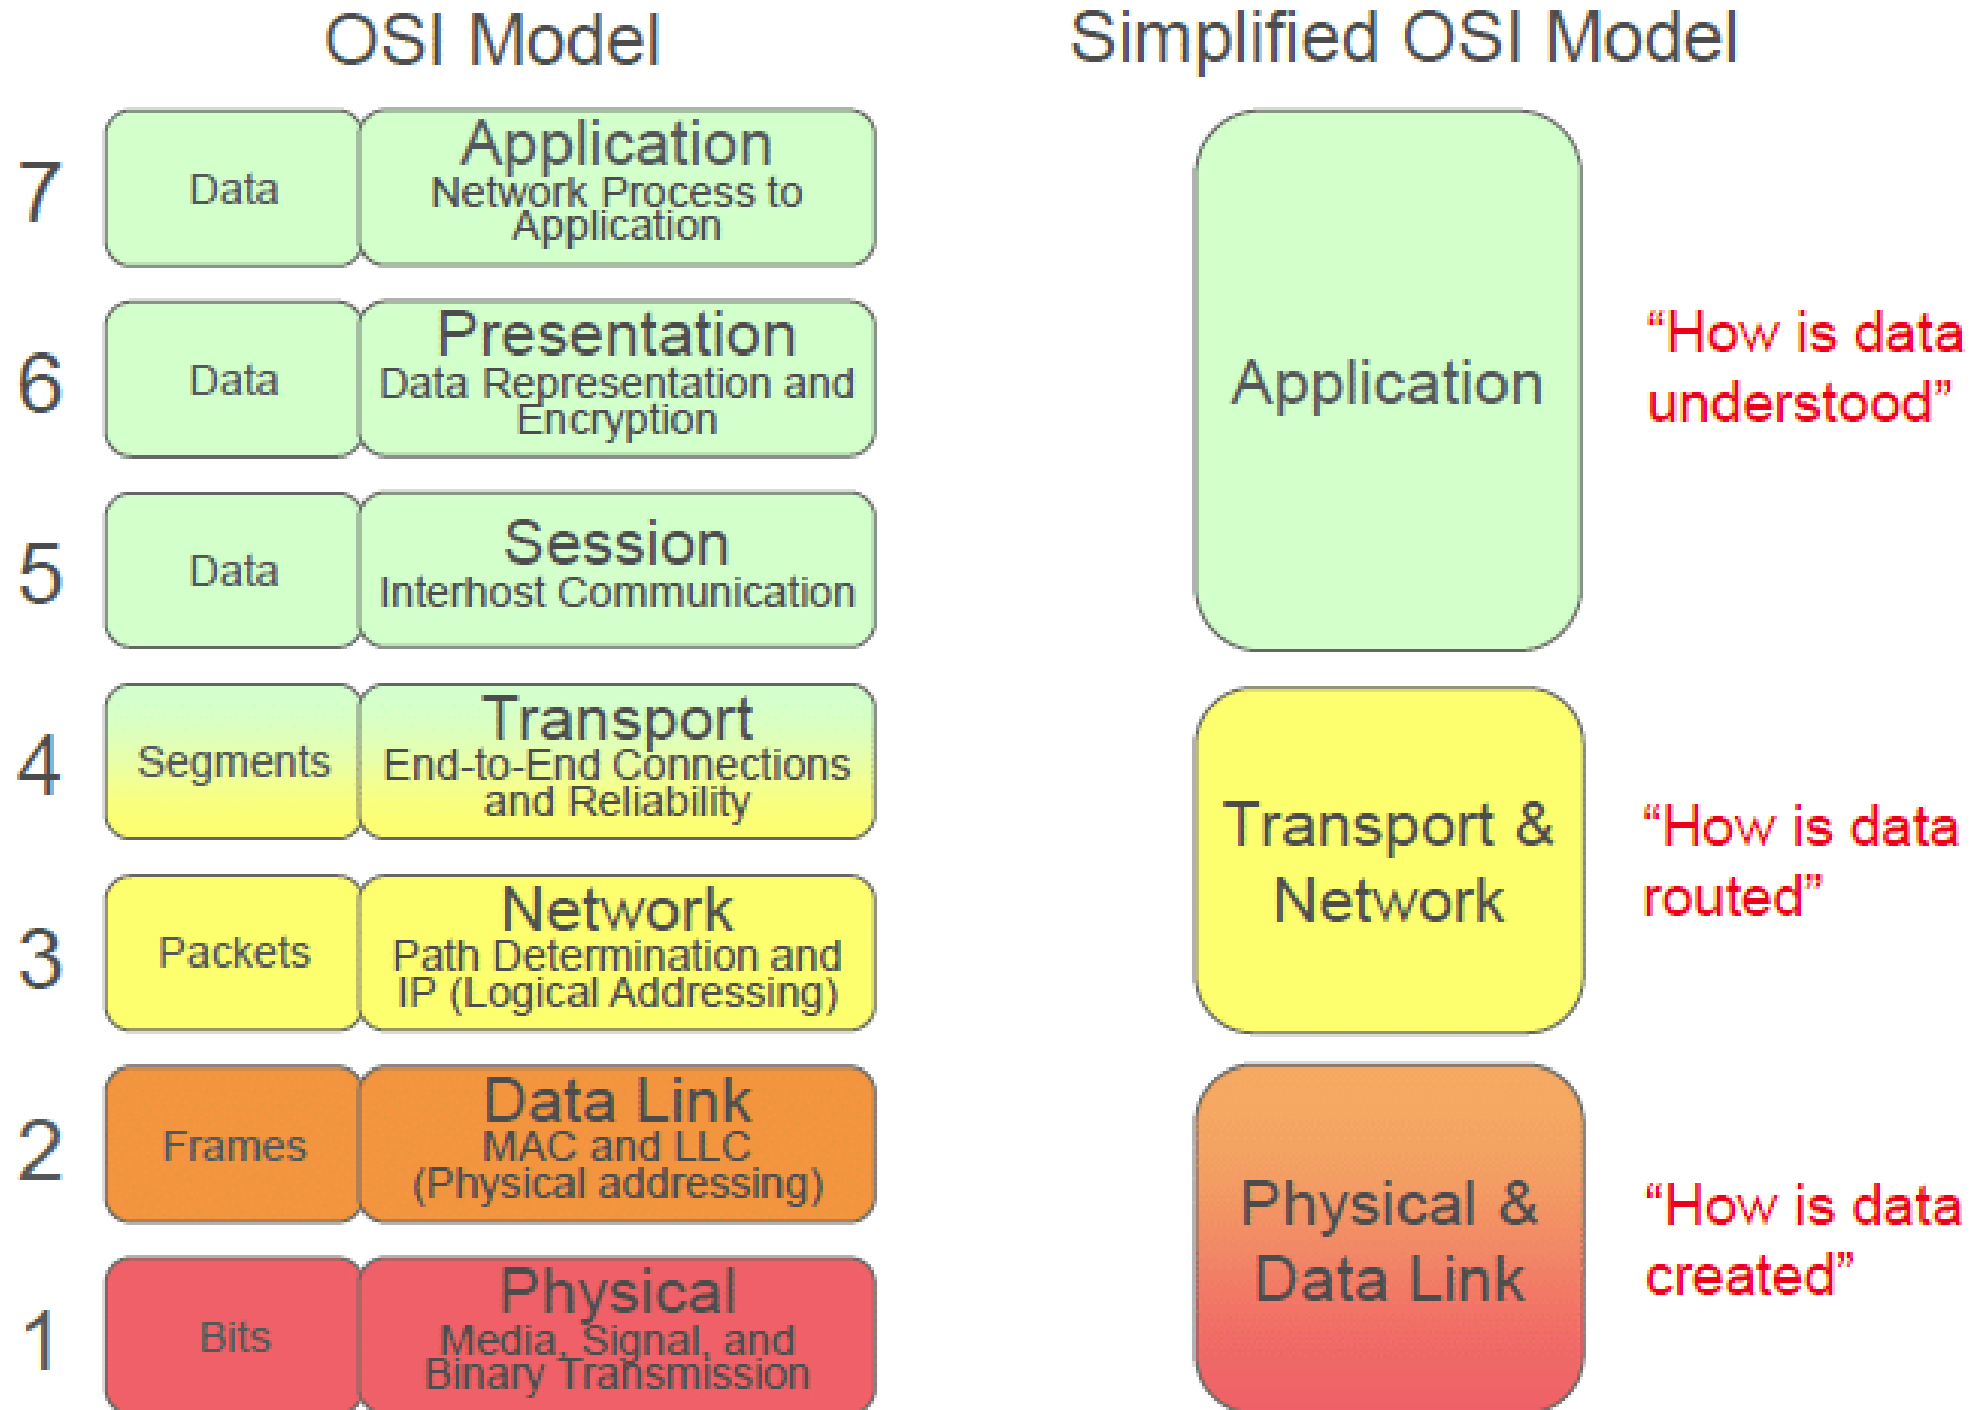 OSI Model
7
Data
Application
Network Process to
Application
6
Data
Presentation
Data Representation and
Encryption
5
Data
Session
Interhost Communication
4
Segments
Transport
End-to-End Connections
and Reliability
3
Packets
Network
Path Determination and
IP (Logical Addressing)
2
Frames
Data Link
MAC and LLC
(Physical addressing)
1
Bits
Physical
Media, Signal, and
Binary Transmission
Simplified OSI Model
Application
“How is data
understood”
Transport &
Network
“How is data
routed”
Physical &
Data Link
“How is data
created”